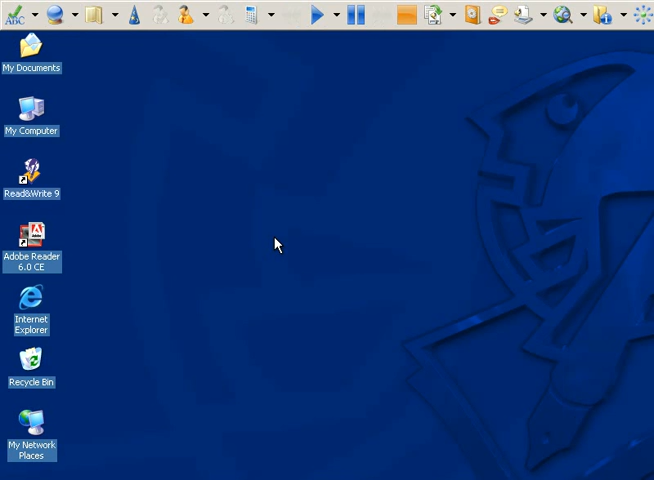 ABC
My Documents
My Computer
Read&Write 9
Adobe
Adobe Reader
6.0 CE
Internet
Explorer
Recycle Bin
My Network
Places